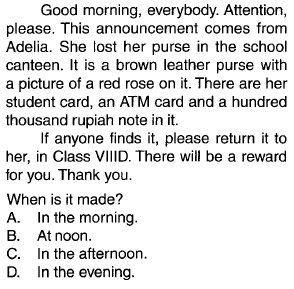 Good morning, everybody. Attention,
please. This announcement comes from
Adelia. She lost her purse in the school
canteen. It is a brown leather purse with
a picture of a red rose on it. There are her
student card, an ATM card and a hundred
thousand rupiah note in it.
If anyone finds it, please return it to
her, in Class VIIID. There will be a reward
for you. Thank you.
When is it made?
A. In the morning.
B. At noon.
C. In the afternoon.
D. In the evening.